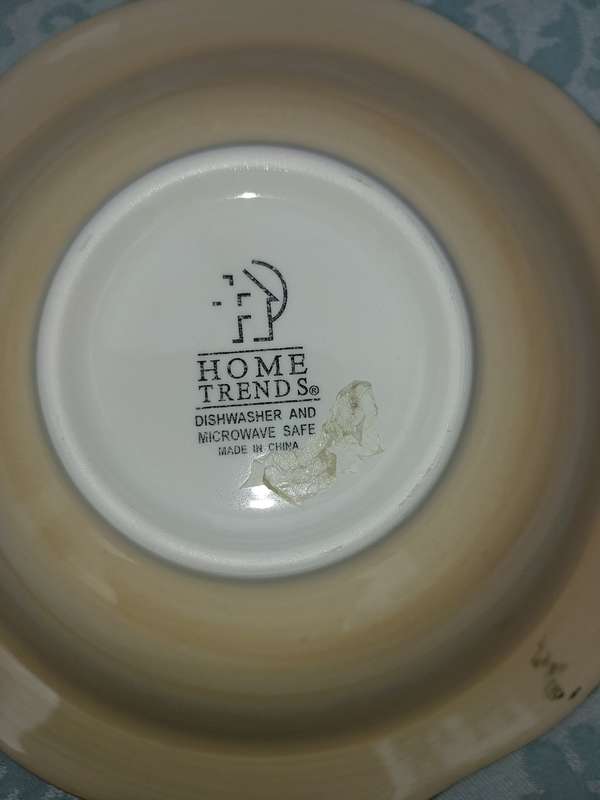 HOME
TRENDS®
DISHWASHER AND
MICROWAVE SAFE
MADE IN CHINA